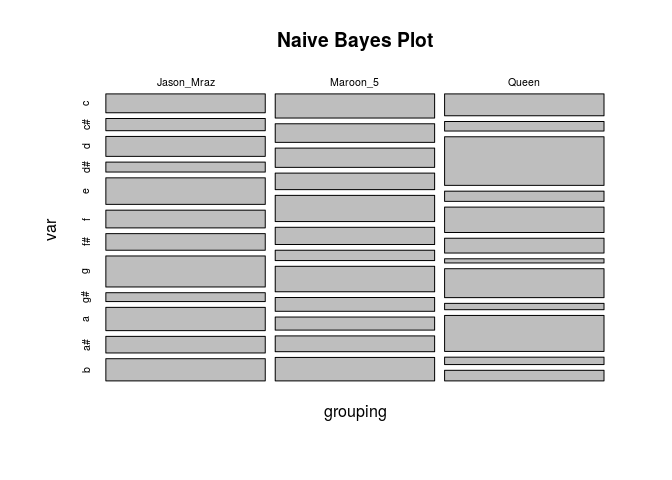 Naive Bayes Plot
Jason_Mraz Maroon_5 Queen
c
c#
d
d#
e
f
f#
g
g#
a
a#
b
var
grouping